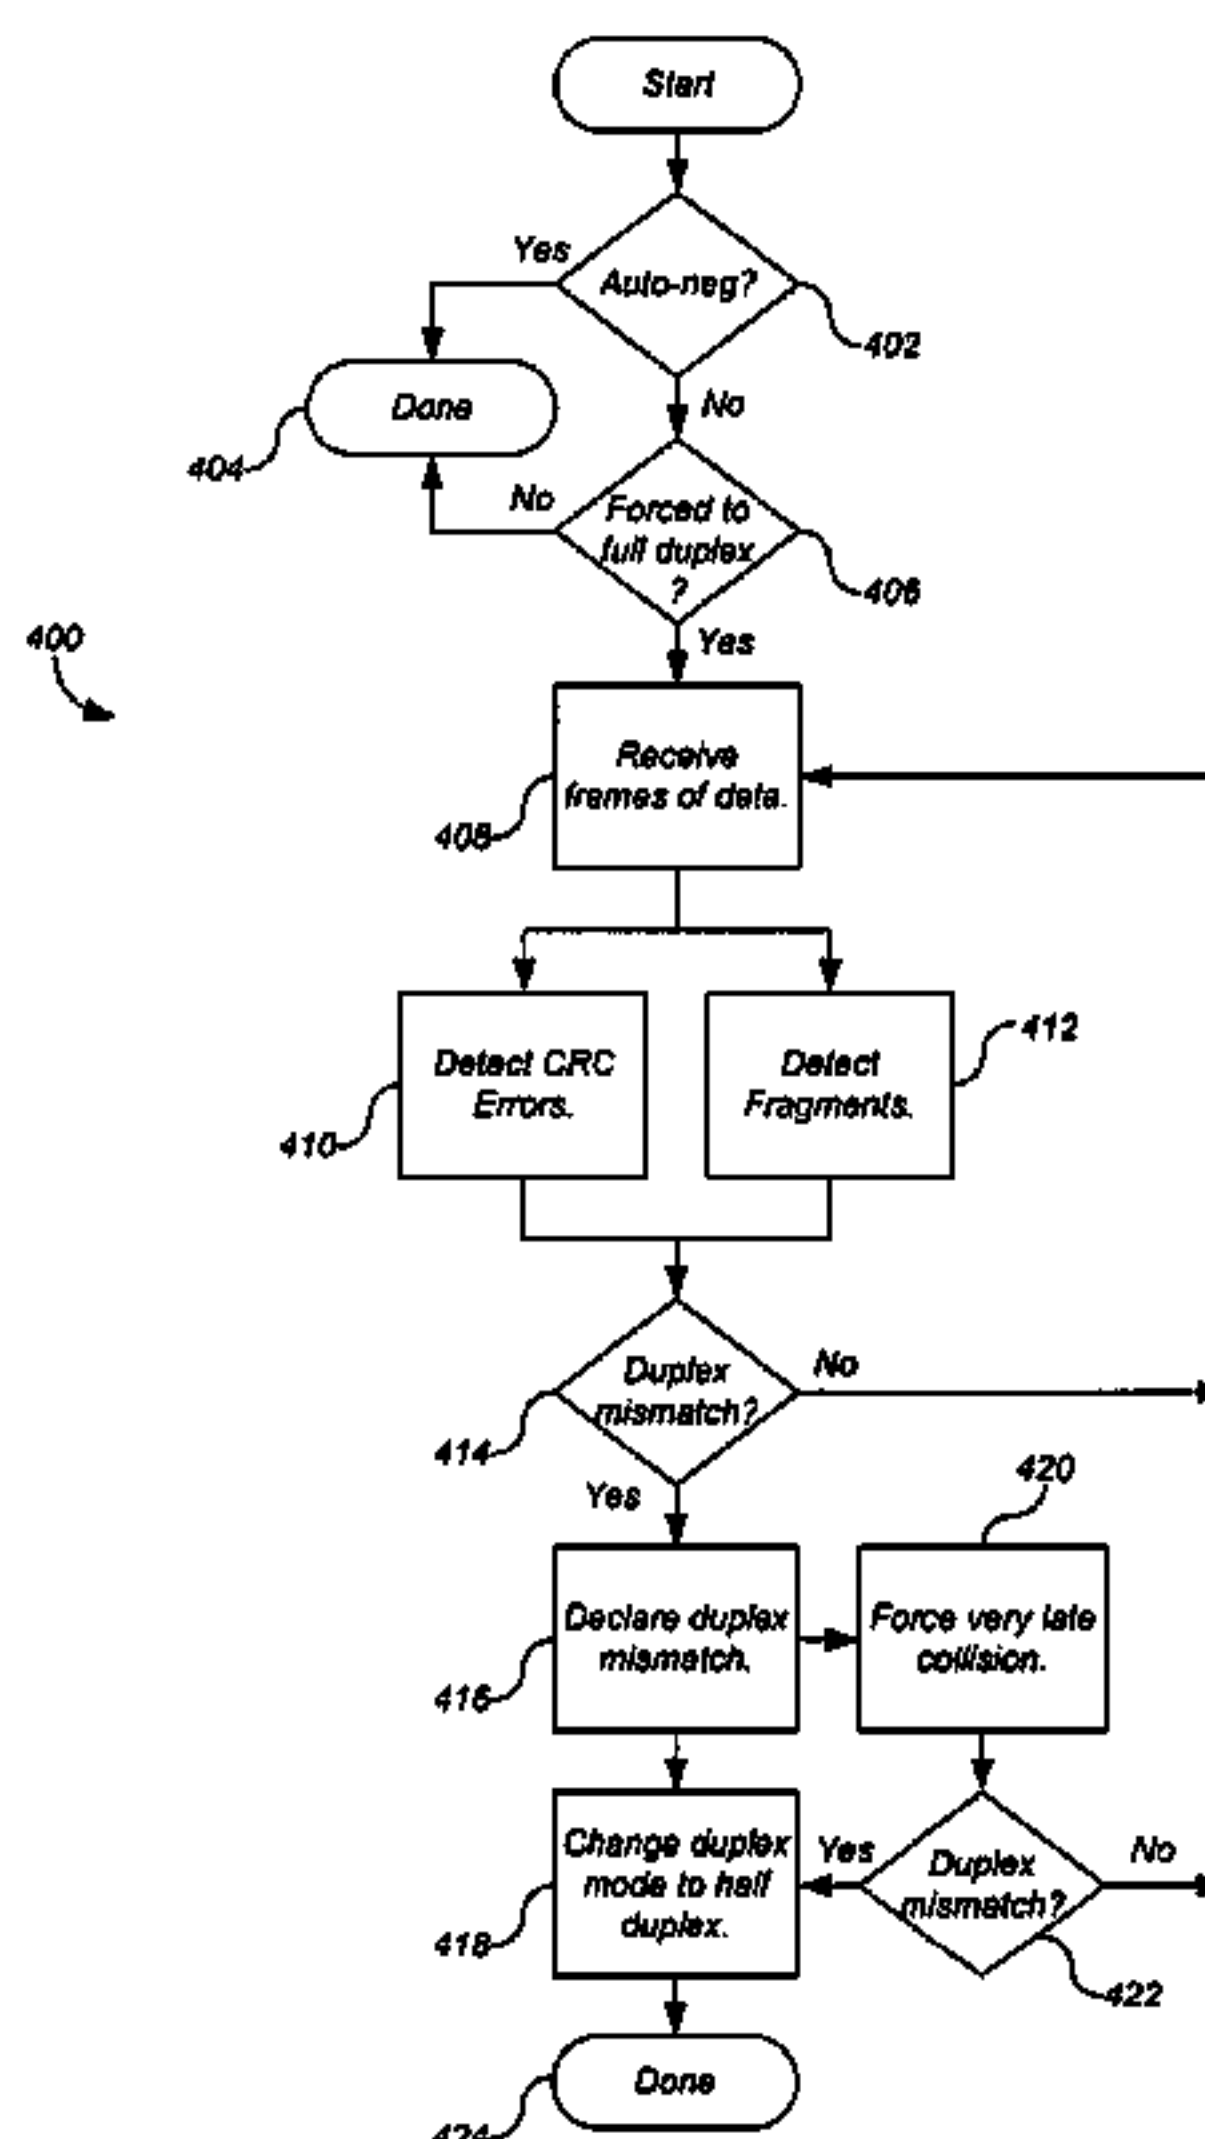 Start
Yes
Auto-neg?
402
Done
No
404
No
Forced to
full duplex
?
406
400
Yes
Receive
frames of data.
408
Detect CRC
Errors.
Detect
Fragments.
412
410
Duplex
mismatch?
No
414
420
Yes
Declare duplex
mismatch.
Force very late
collision.
416
Change duplex
mode to half
duplex.
Yes
Duplex
mismatch?
No
418
422
Done
424